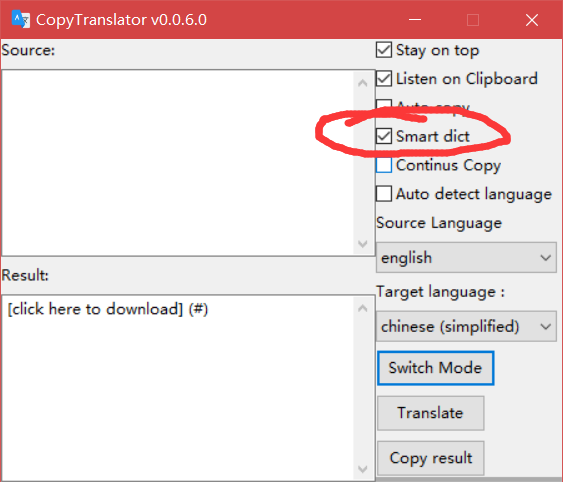 CopyTranslator v0.0.6.0
Source:
Stay on top
Listen on Clipboard
Auto copy
Smart dict
Continus Copy
Auto detect language
Source Language
english
Result:
[click here to download] (#)
Target language :
chinese (simplified)
Switch Mode
Translate
Copy result